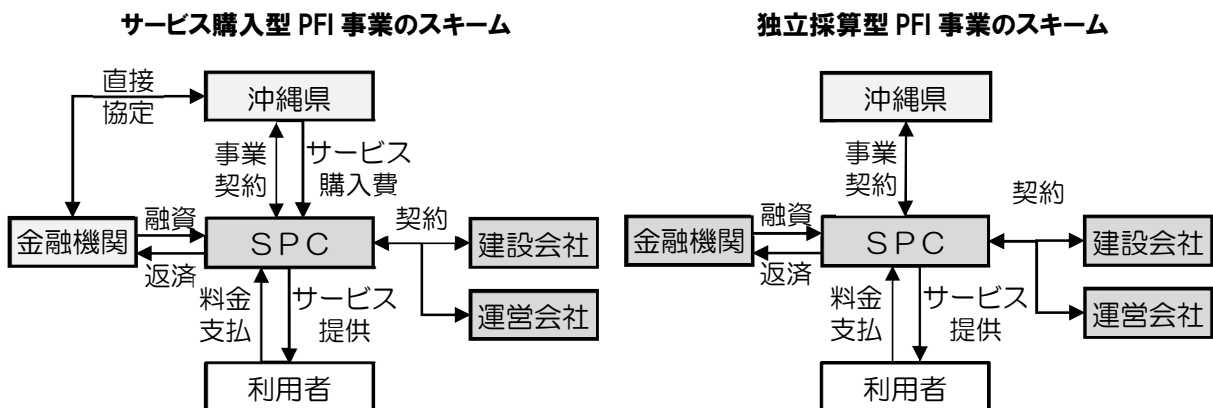 サービス購入型 PFI 事業のスキーム
直接
協定
沖縄県
事業
契約
サービス
購入費
金融機関
融資
返済
SPC
契約
建設会社
運営会社
料金
支払
サービス
提供
利用者
独立採算型 PFI 事業のスキーム
沖縄県
事業
契約
金融機関
融資
返済
SPC
契約
建設会社
運営会社
料金
支払
サービス
提供
利用者